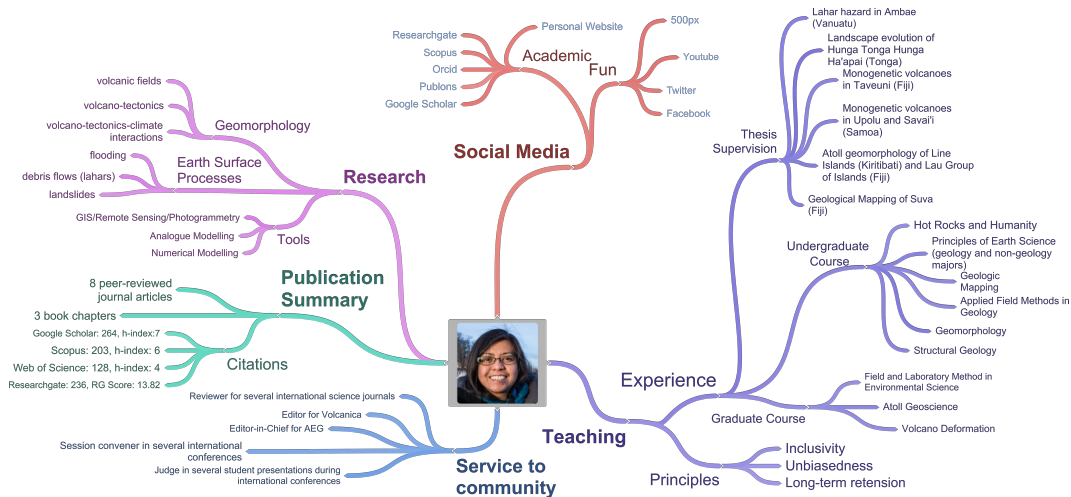 Researchgate
Scopus
Orcid
Publons
Google Scholar
Personal Website
Academic
Fun
500px
Youtube
Twitter
Facebook
Social Media
volcanic fields
volcano-tectonics
volcano-tectonics-climate
interactions
Geomorphology
flooding
debris flows (lahars)
landslides
Earth Surface
Processes
Research
GIS/Remote Sensing/Photogrammetry
Analogue Modelling
Numerical Modelling
Tools
8 peer-reviewed
journal articles
3 book chapters
Publication
Summary
Google Scholar: 264, h-index:7
Scopus: 203, h-index: 6
Web of Science: 128, h-index: 4
Researchgate: 236, RG Score: 13.82
Citations
Reviewer for several international science journals
Editor for Volcanica
Editor-in-Chief for AEG
Session convener in several international
conferences
Judge in several student presentations during
international conferences
Service to
community
Teaching
Experience
Thesis
Supervision
Lahar hazard in Ambae
(Vanuatu)
Landscape evolution of
Hunga Tonga Hunga
Ha'apai (Tonga)
Monogenetic volcanoes
in Taveuni (Fiji)
Monogenetic volcanoes
in Upolu and Savai'i
(Samoa)
Atoll geomorphology of Line
Islands (Kiritibati) and Lau Group
of Islands (Fiji)
Geological Mapping of Suva
(Fiji)
Undergraduate
Course
Hot Rocks and Humanity
Principles of Earth Science
(geology and non-geology
majors)
Geologic
Mapping
Applied Field Methods in
Geology
Geomorphology
Structural Geology
Graduate Course
Field and Laboratory Method in
Environmental Science
Atoll Geoscience
Volcano Deformation
Principles
Inclusivity
Unbiasedness
Long-term retention